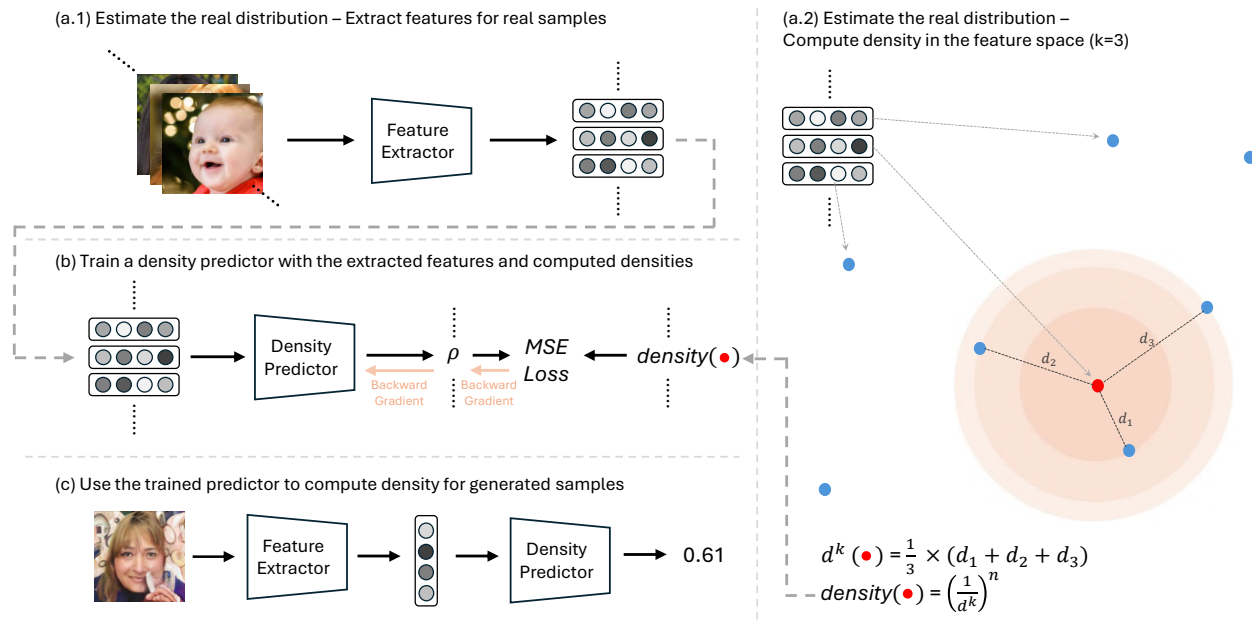 (a.1) Estimate the real distribution – Extract features for real samples
Feature
Extractor
(a.2) Estimate the real distribution –
Compute density in the feature space (k=3)
d₂
d₃
d₁
dᵏ (●) = 1/3 × (d₁ + d₂ + d₃)
density(●) = (1/dᵏ)ⁿ
(b) Train a density predictor with the extracted features and computed densities
Density
Predictor
ρ
MSE
Loss
density(●)
Backward
Gradient
Backward
Gradient
(c) Use the trained predictor to compute density for generated samples
Feature
Extractor
Density
Predictor
0.61